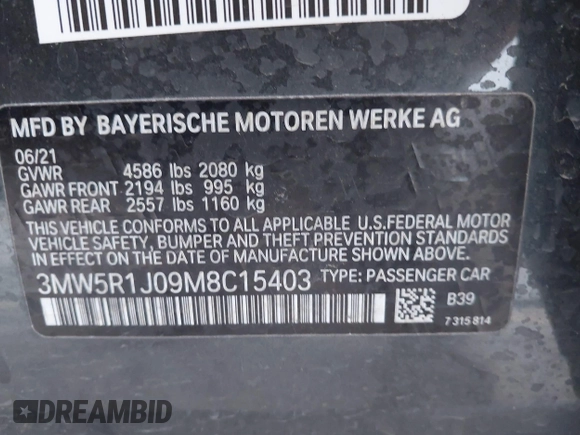 MFD BY BAYERISCHE MOTOREN WERKE AG
06/21
GVWR 4586 lbs 2080 kg
GAWR FRONT 2194 lbs 995 kg
GAWR REAR 2557 lbs 1160 kg
THIS VEHICLE CONFORMS TO ALL APPLICABLE U.S.FEDERAL MOTOR
VEHICLE SAFETY, BUMPER AND THEFT PREVENTION STANDARDS
IN EFFECT ON THE DATE OF MANUFACTURE SHOWN ABOVE.
3MW5R1J09M8C15403 TYPE: PASSENGER CAR
B39
7 315 814
DREAMBID